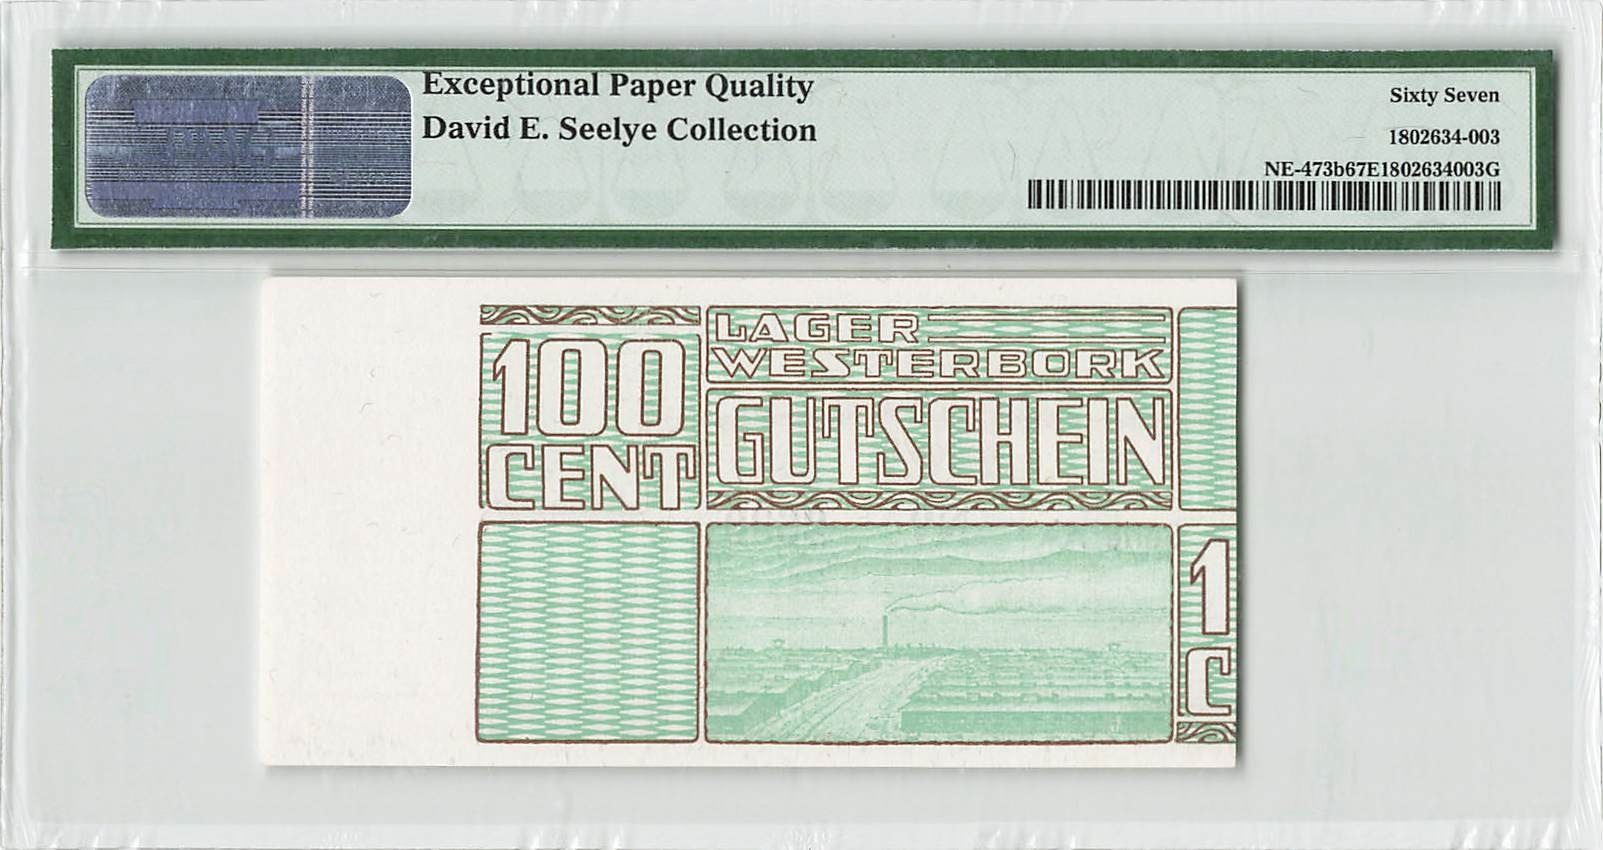 Exceptional Paper Quality
David E. Seelye Collection
Sixty Seven
1802634-003
NE-473b67E1802634003G
100
CENT
LAGER
WESTERBORK
GUTSCHEIN
1
C